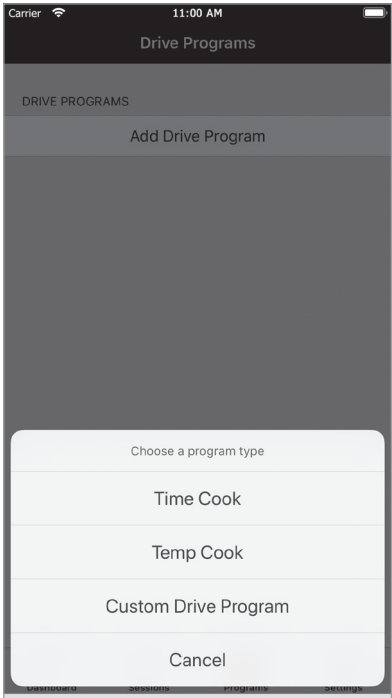 Carrier 11:00 AM
Drive Programs
DRIVE PROGRAMS
Add Drive Program
Choose a program type
Time Cook
Temp Cook
Custom Drive Program
Cancel
Dashboard Sessions Programs Settings